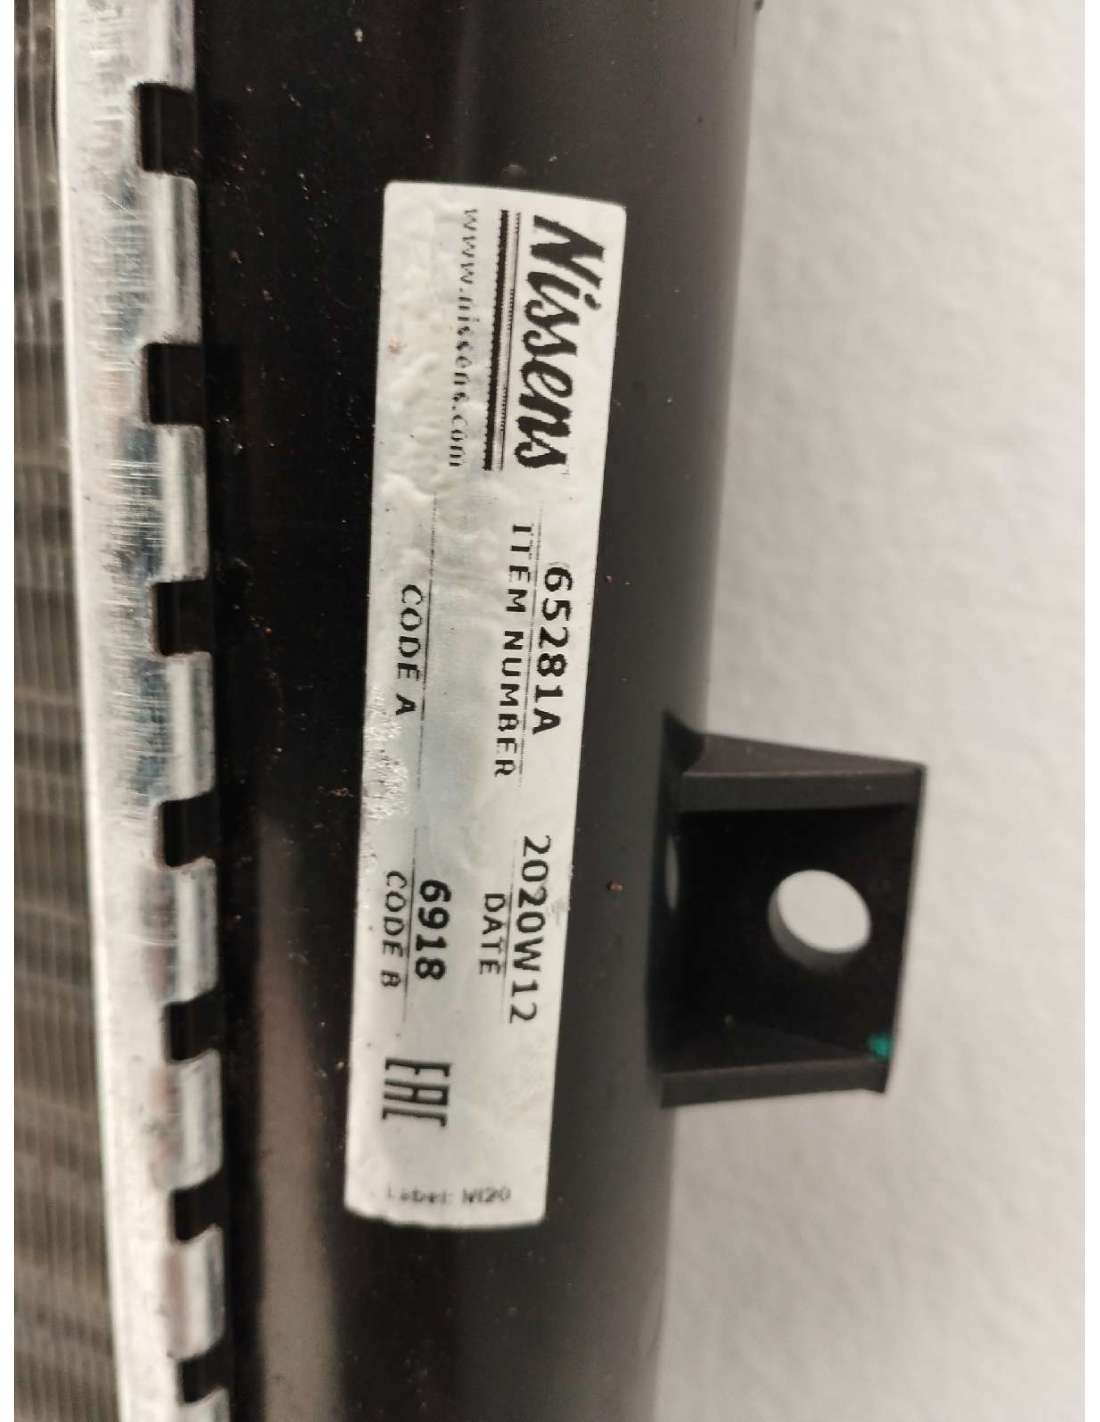 Nissens
www.nissens.com
65281A
ITEM NUMBER
2020W12
DATE
CODE A
6918
CODE B
EAC
Label: NI20